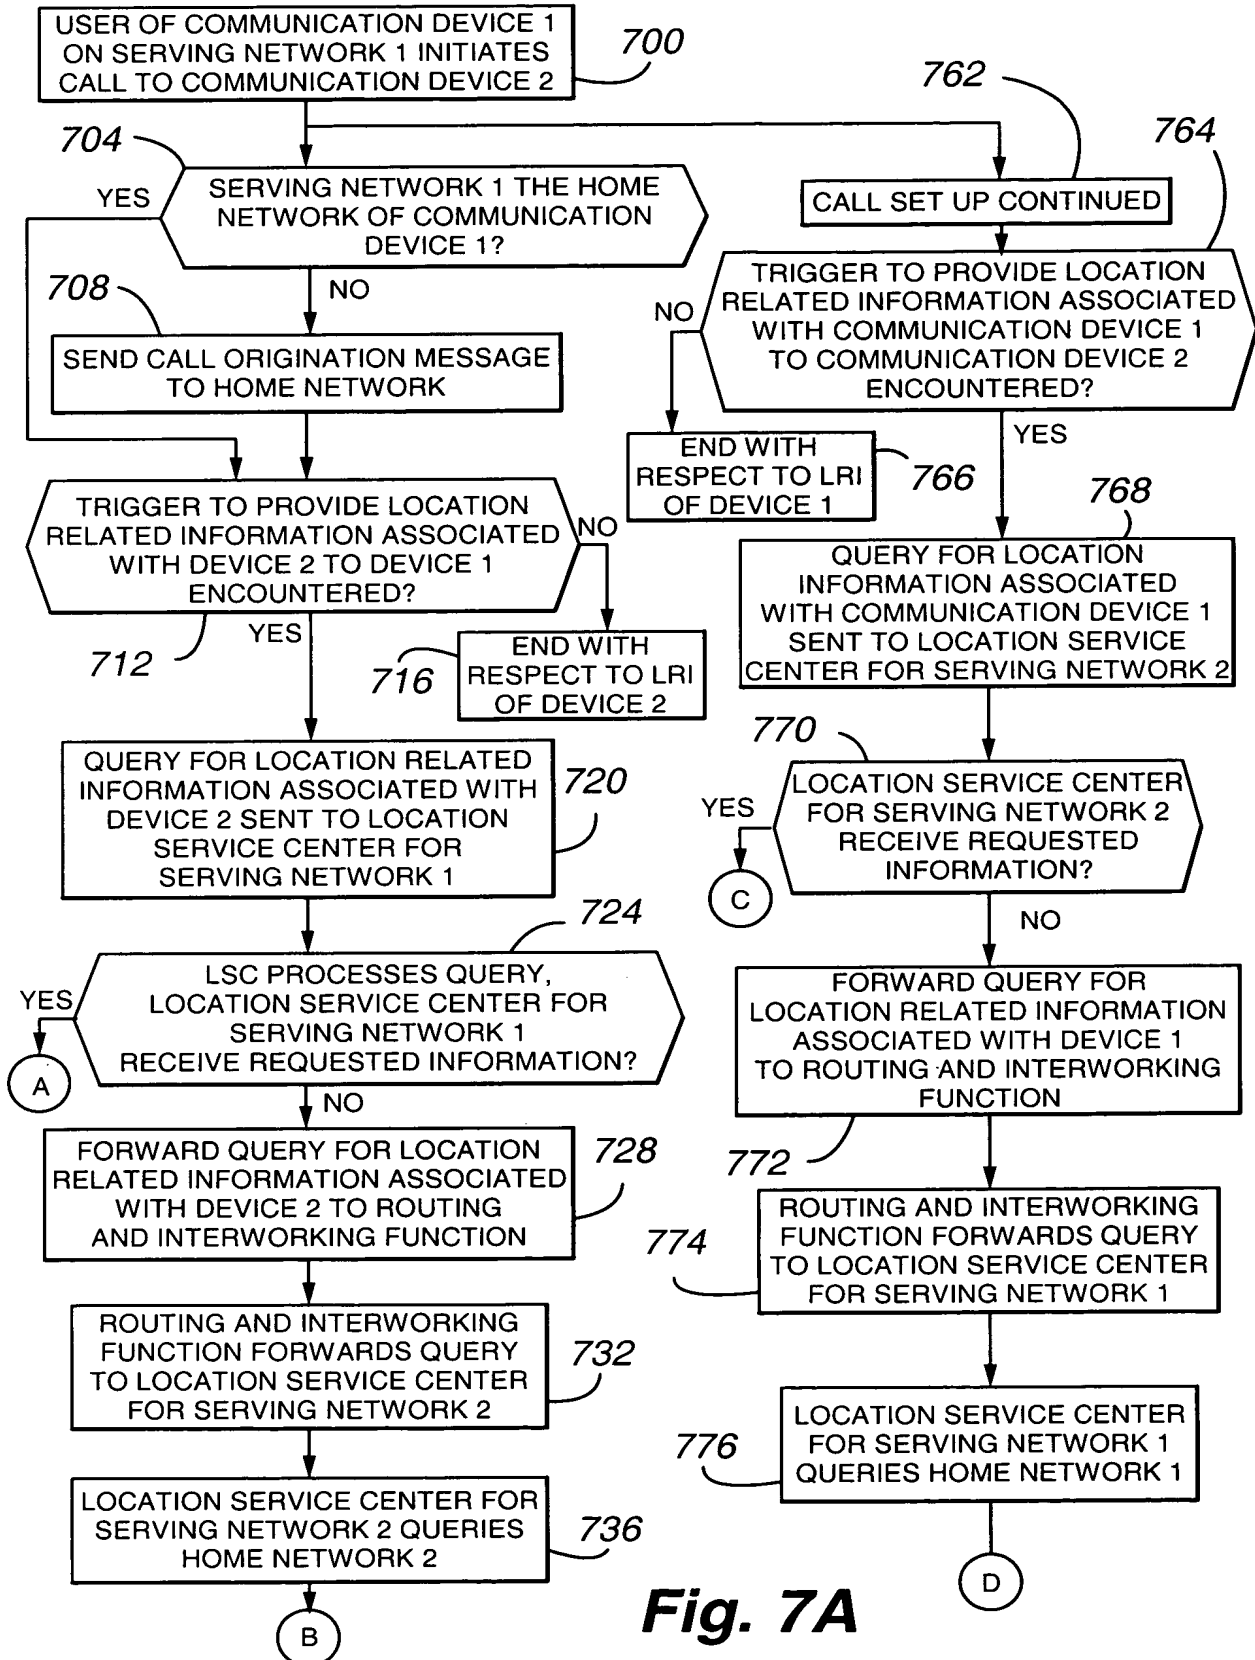 USER OF COMMUNICATION DEVICE 1
ON SERVING NETWORK 1 INITIATES
CALL TO COMMUNICATION DEVICE 2
700
704
YES
SERVING NETWORK 1 THE HOME
NETWORK OF COMMUNICATION
DEVICE 1?
NO
708
SEND CALL ORIGINATION MESSAGE
TO HOME NETWORK
TRIGGER TO PROVIDE LOCATION
RELATED INFORMATION ASSOCIATED
WITH DEVICE 2 TO DEVICE 1
ENCOUNTERED?
NO
YES
712
716
END WITH
RESPECT TO LRI
OF DEVICE 2
QUERY FOR LOCATION RELATED
INFORMATION ASSOCIATED WITH
DEVICE 2 SENT TO LOCATION
SERVICE CENTER FOR
SERVING NETWORK 1
720
724
LSC PROCESSES QUERY,
LOCATION SERVICE CENTER FOR
SERVING NETWORK 1
RECEIVE REQUESTED INFORMATION?
YES
A
NO
FORWARD QUERY FOR LOCATION
RELATED INFORMATION ASSOCIATED
WITH DEVICE 2 TO ROUTING
AND INTERWORKING FUNCTION
728
ROUTING AND INTERWORKING
FUNCTION FORWARDS QUERY
TO LOCATION SERVICE CENTER
FOR SERVING NETWORK 2
732
LOCATION SERVICE CENTER FOR
SERVING NETWORK 2 QUERIES
HOME NETWORK 2
736
B
762
CALL SET UP CONTINUED
764
TRIGGER TO PROVIDE LOCATION
RELATED INFORMATION ASSOCIATED
WITH COMMUNICATION DEVICE 1
TO COMMUNICATION DEVICE 2
ENCOUNTERED?
NO
YES
END WITH
RESPECT TO LRI
OF DEVICE 1
766
768
QUERY FOR LOCATION
INFORMATION ASSOCIATED
WITH COMMUNICATION DEVICE 1
SENT TO LOCATION SERVICE
CENTER FOR SERVING NETWORK 2
770
LOCATION SERVICE CENTER
FOR SERVING NETWORK 2
RECEIVE REQUESTED
INFORMATION?
YES
C
NO
FORWARD QUERY FOR
LOCATION RELATED INFORMATION
ASSOCIATED WITH DEVICE 1
TO ROUTING AND INTERWORKING
FUNCTION
772
ROUTING AND INTERWORKING
FUNCTION FORWARDS QUERY
TO LOCATION SERVICE CENTER
FOR SERVING NETWORK 1
774
LOCATION SERVICE CENTER
FOR SERVING NETWORK 1
QUERIES HOME NETWORK 1
776
D
Fig. 7A